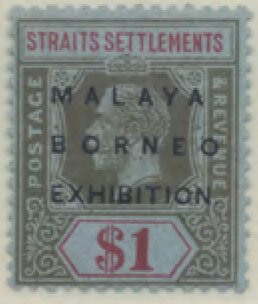 STRAITS SETTLEMENTS
POSTAGE
& REVENUE
MALAYA
BORNEO
EXHIBITION
$1